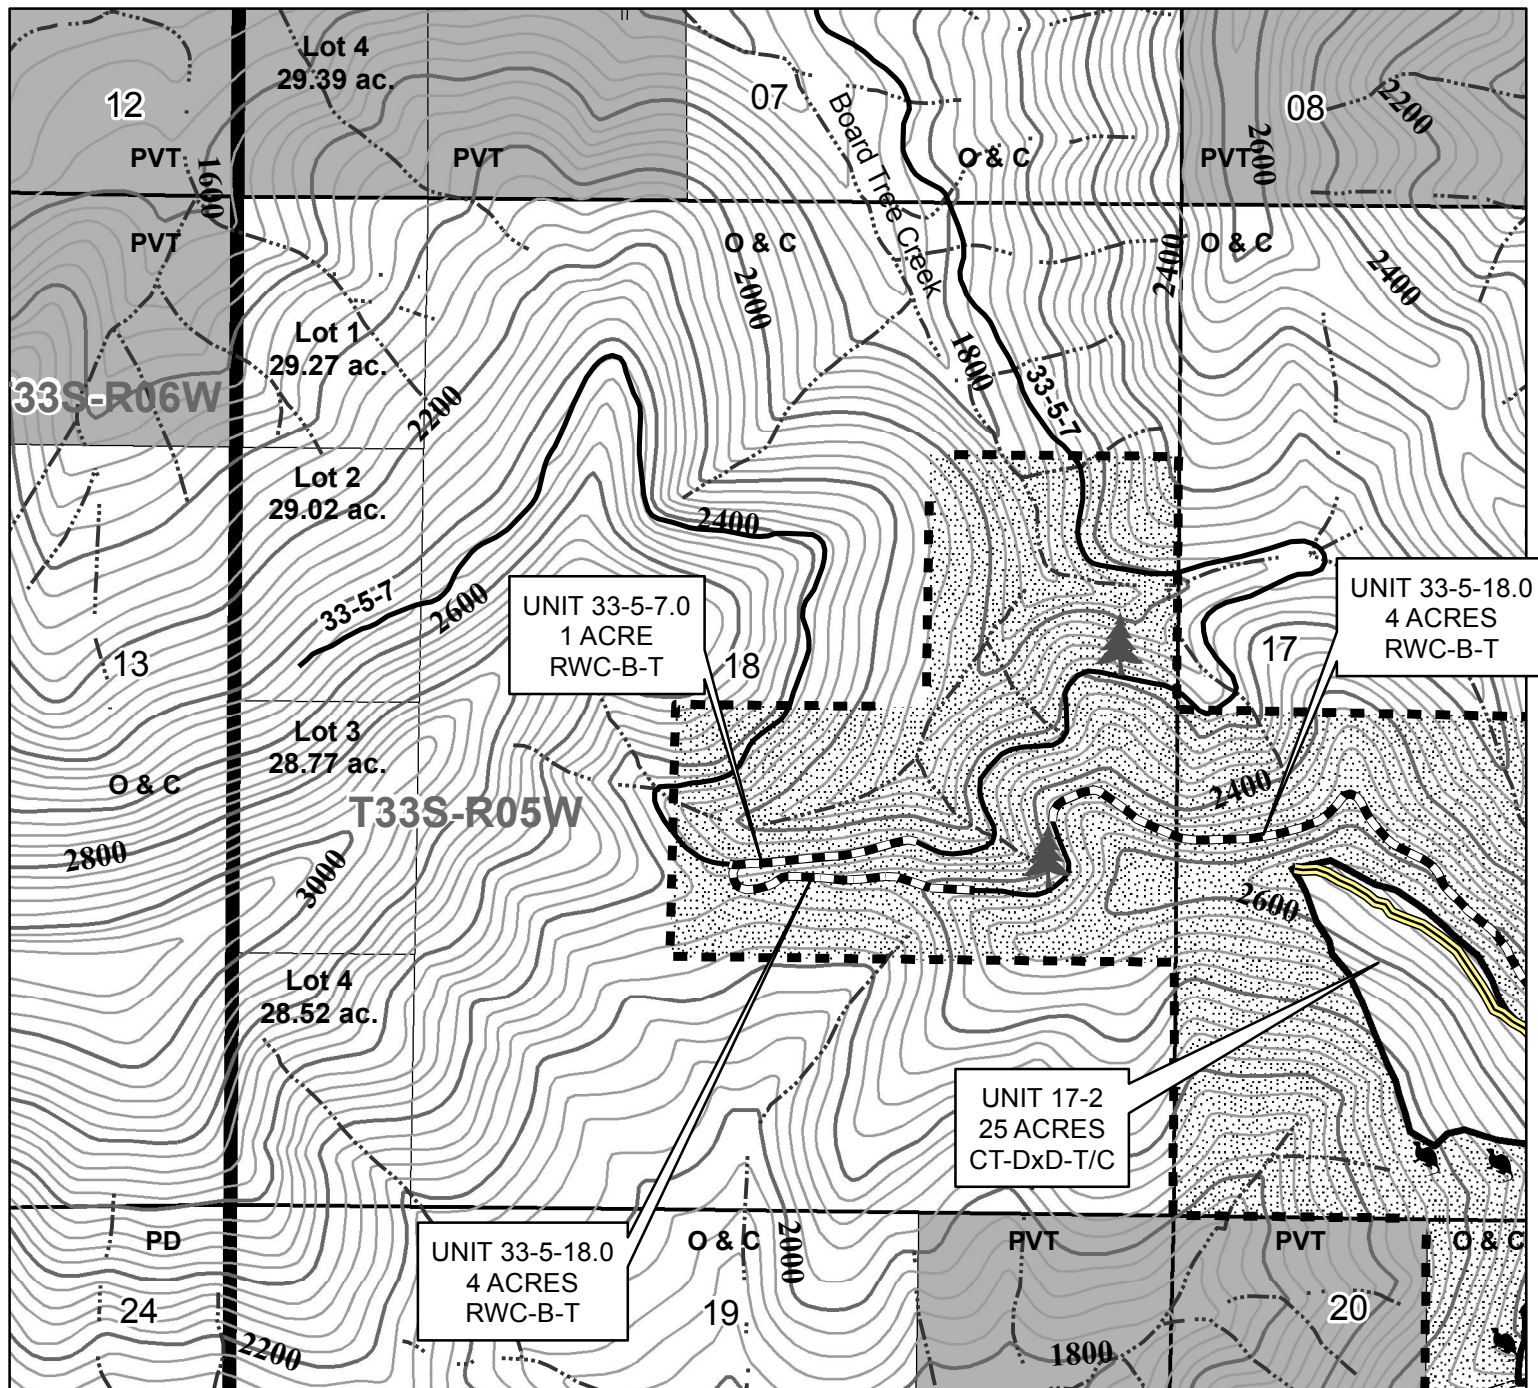 Lot 4
29.39 ac.
12
07
08
2200
PVT
1600
PVT
Board Tree Creek
O & C
PVT
2600
PVT
O & C
2000
2400
O & C
2400
Lot 1
29.27 ac.
1800
33-5-7
33S-R06W
2200
Lot 2
29.02 ac.
2400
33-5-7
2600
UNIT 33-5-7.0
1 ACRE
RWC-B-T
UNIT 33-5-18.0
4 ACRES
RWC-B-T
13
18
17
Lot 3
28.77 ac.
O & C
T33S-R05W
2400
2800
3000
2600
Lot 4
28.52 ac.
UNIT 17-2
25 ACRES
CT-DxD-T/C
PD
UNIT 33-5-18.0
4 ACRES
RWC-B-T
O & C
2000
PVT
PVT
O & C
24
19
20
2200
1800